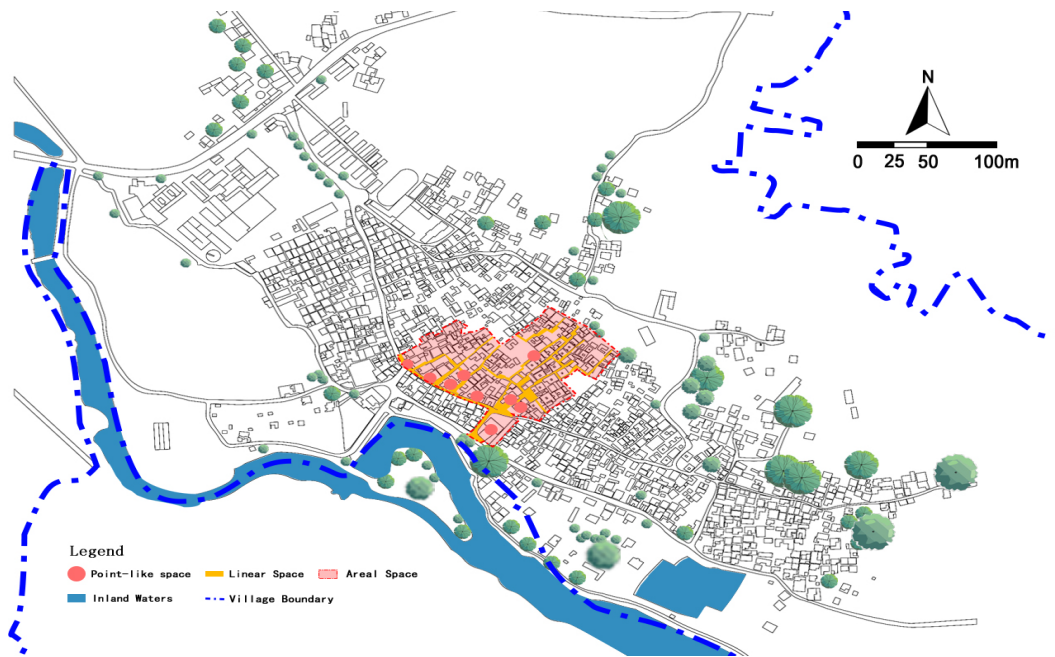 N
0 25 50 100m
Legend
Point-like space Linear Space Areal Space
Inland Waters Village Boundary